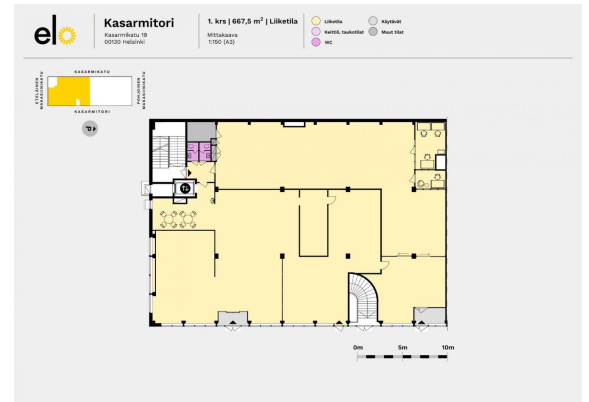 elo
Kasarmitori
Kasarmikatu 19
00130 Helsinki
1. krs | 667,5 m² | Liiketila
Mittakaava
1:150 (A3)
Liiketila
Keittiö, taukotilat
WC
Käytävät
Muut tilat
KASARMIKATU
ETELÄINEN
MAKASIINIKATU
POHJOINEN
MAKASIINIKATU
KASARMITORI
P
0m 5m 10m